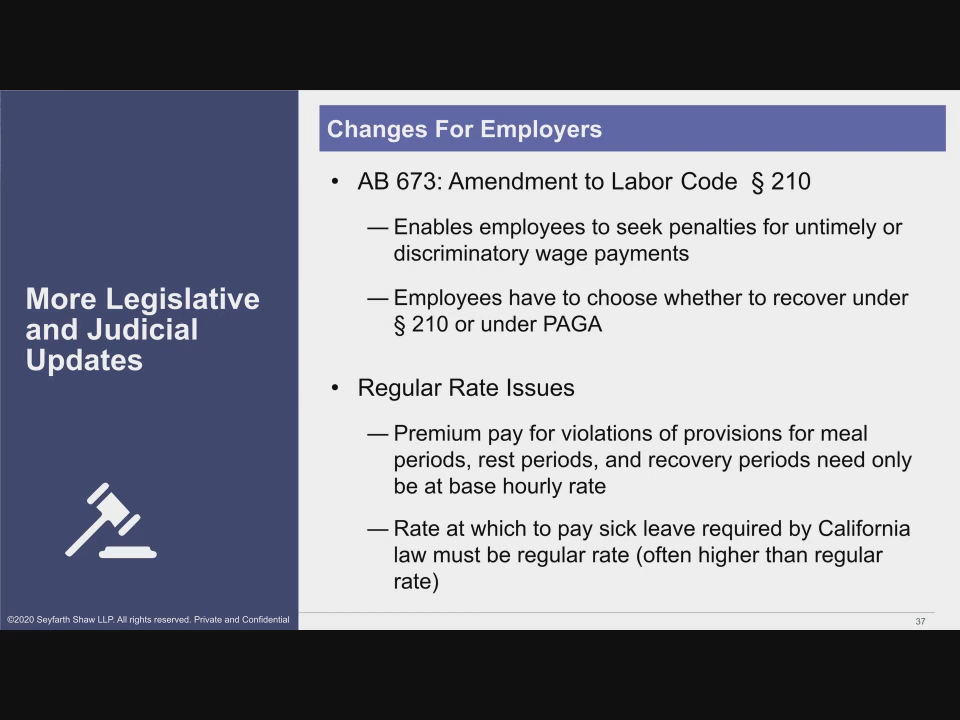 More Legislative
and Judicial
Updates
©2020 Seyfarth Shaw LLP. All rights reserved. Private and Confidential
Changes For Employers
• AB 673: Amendment to Labor Code § 210
— Enables employees to seek penalties for untimely or
discriminatory wage payments
— Employees have to choose whether to recover under
§ 210 or under PAGA
• Regular Rate Issues
— Premium pay for violations of provisions for meal
periods, rest periods, and recovery periods need only
be at base hourly rate
— Rate at which to pay sick leave required by California
law must be regular rate (often higher than regular
rate)
37